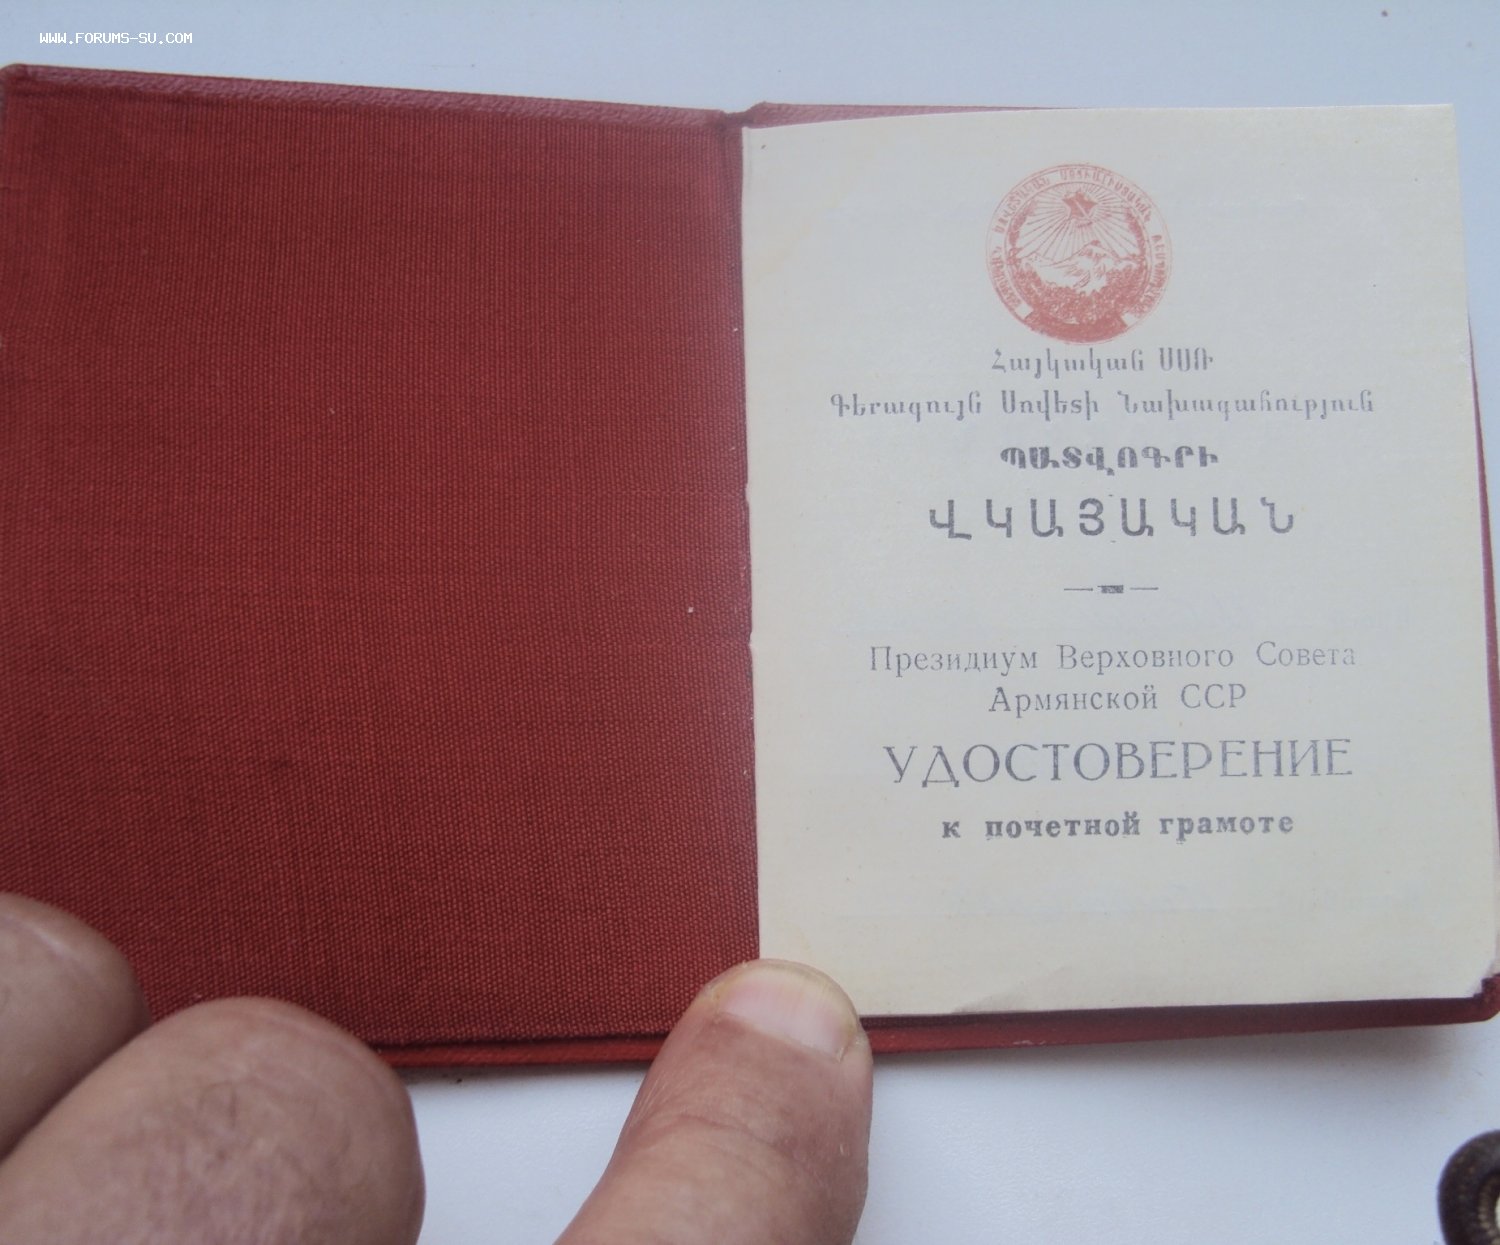 WWW.FORUMS-SU.COM
Հայկական ՍՍՌ
Գերագույն Սովետի Նախագահություն
ՊԱՏՎՈԳՐԻ
ՎԿԱՅԱԿԱՆ
Президиум Верховного Совета
Армянской ССР
УДОСТОВЕРЕНИЕ
к почетной грамоте